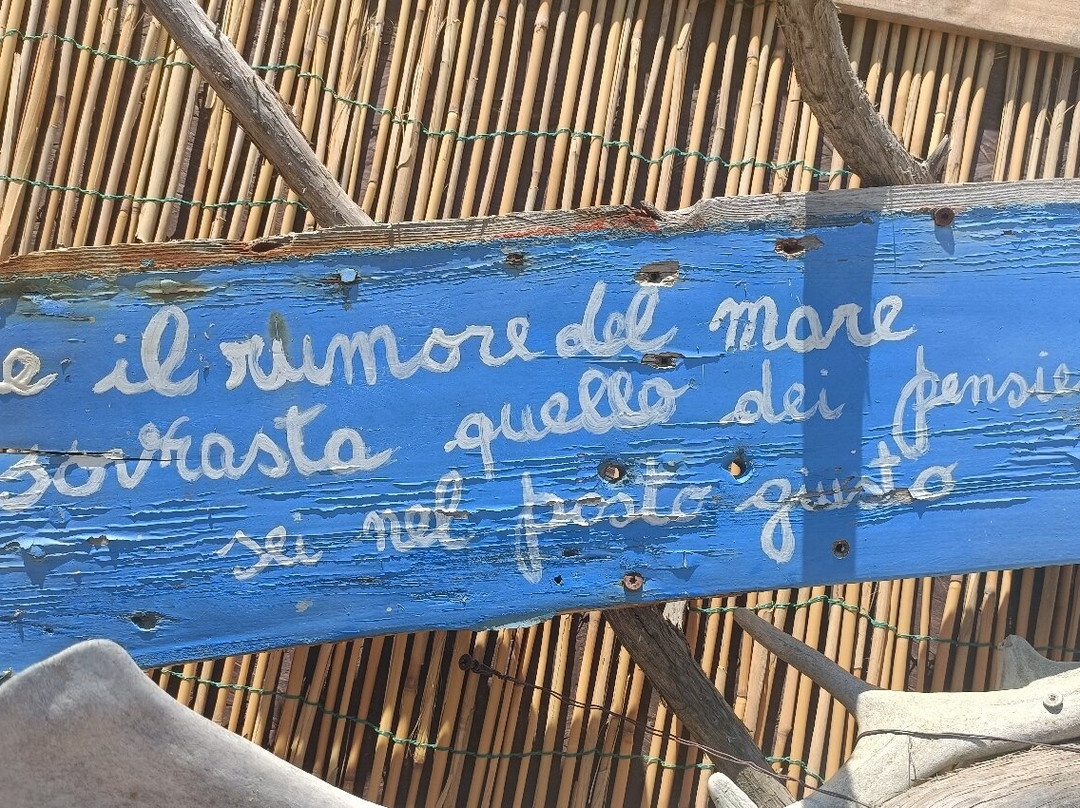 e il rumore del mare
sovrasta quello dei pensie
sei nel posto giusto